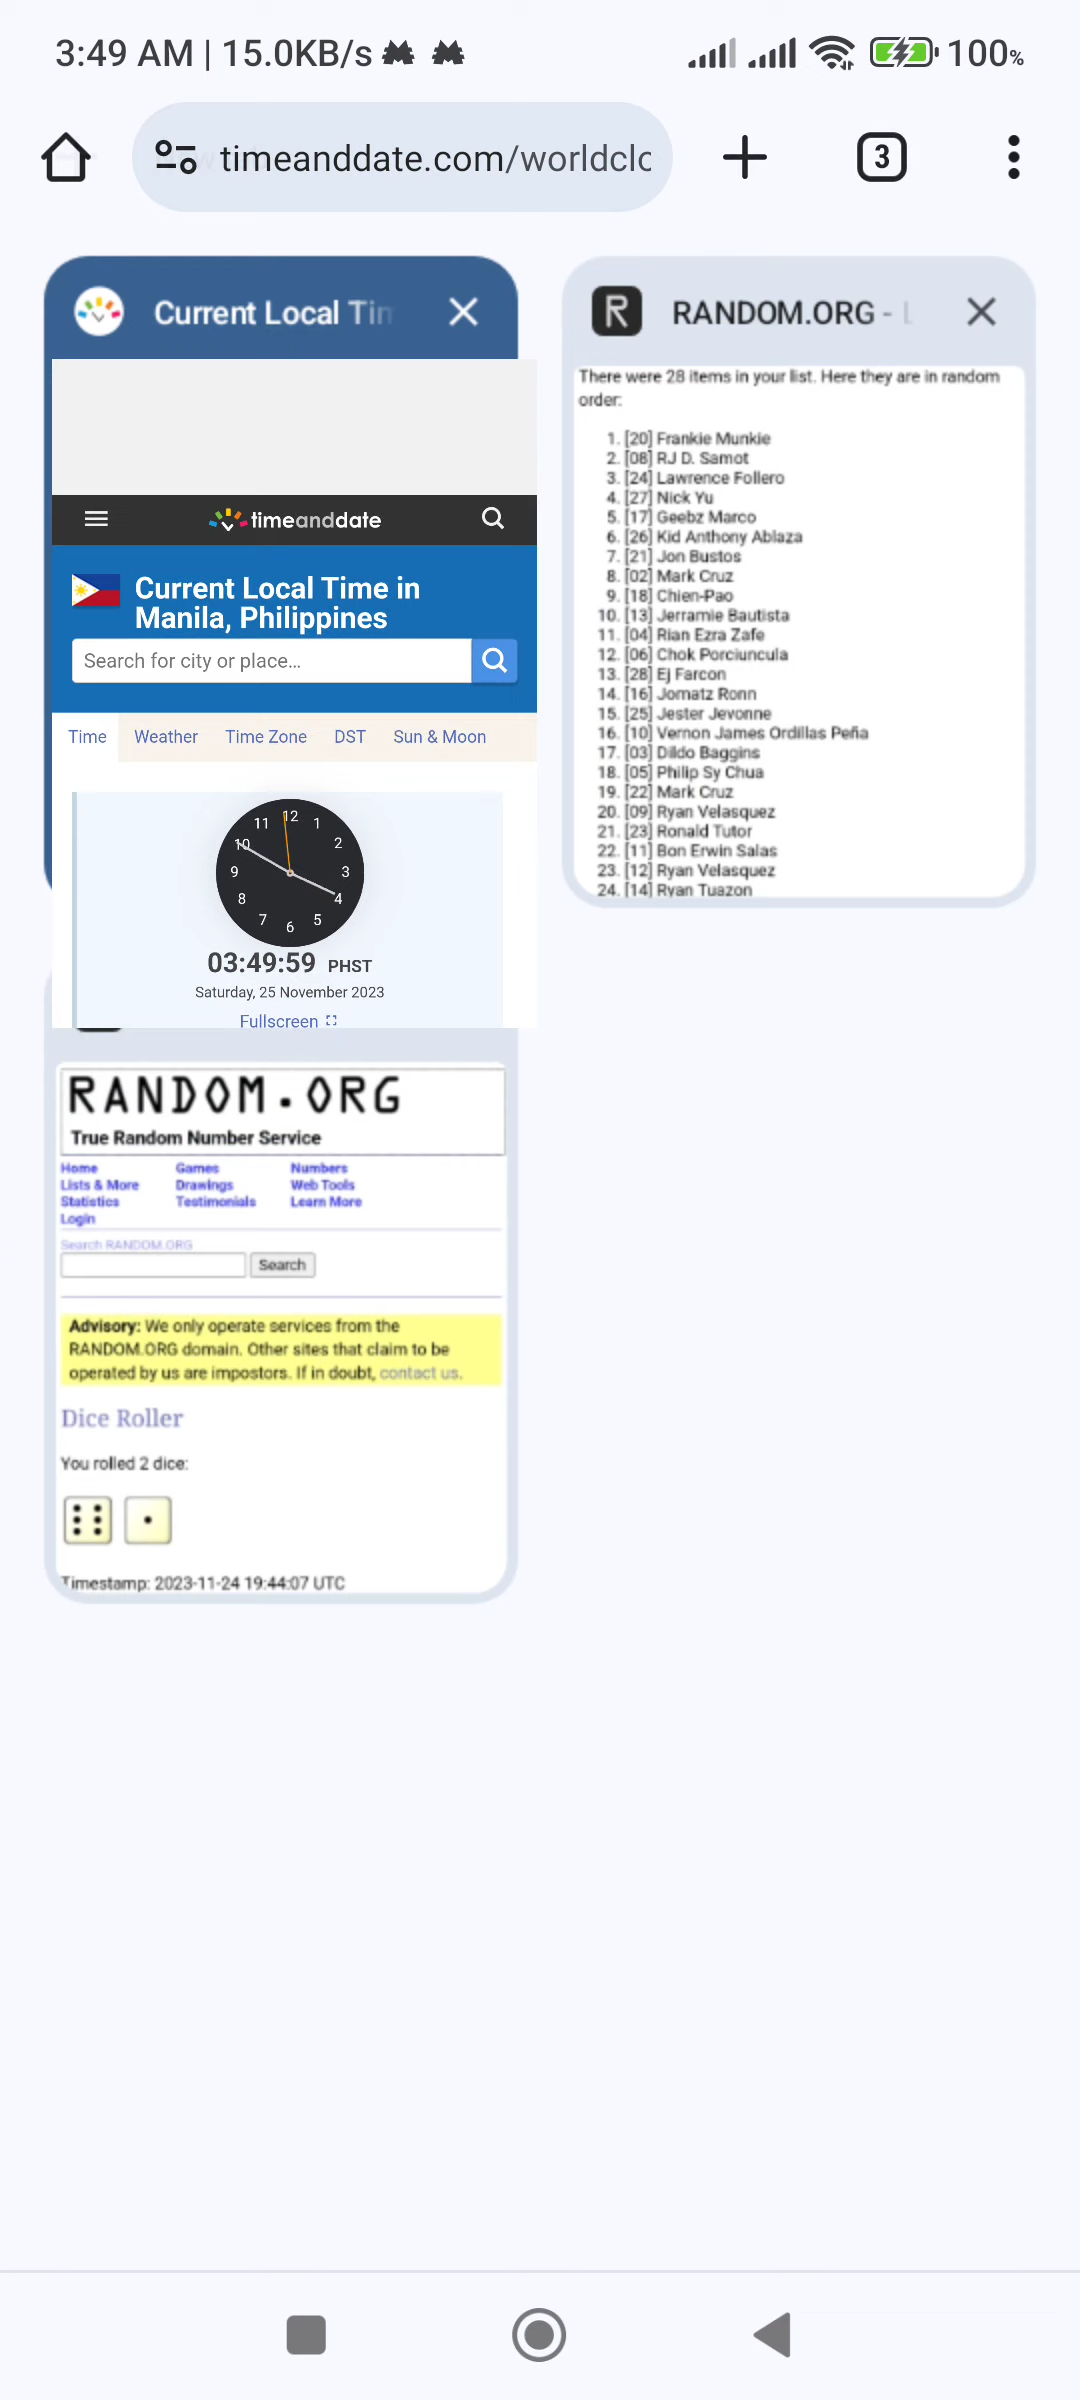 3:49 AM | 15.0KB/s
100%
timeanddate.com/worldclo
3
Current Local Tim
timeanddate
Current Local Time in
Manila, Philippines
Search for city or place...
Time Weather Time Zone DST Sun & Moon
12
11 1
10 2
9 3
8 4
7 5
6
03:49:59 PHST
Saturday, 25 November 2023
Fullscreen
R RANDOM.ORG - L
There were 28 items in your list. Here they are in random
order:
1. [20] Frankie Munkie
2. [08] RJ D. Samot
3. [24] Lawrence Follero
4. [27] Nick Yu
5. [17] Geebz Marco
6. [26] Kid Anthony Ablaza
7. [21] Jon Bustos
8. [02] Mark Cruz
9. [18] Chien-Pao
10. [13] Jerramie Bautista
11. [04] Rian Ezra Zafe
12. [06] Chok Porciuncula
13. [28] Ej Farcon
14. [16] Jomatz Ronn
15. [25] Jester Jevonne
16. [10] Vernon James Ordillas Peña
17. [03] Dildo Baggins
18. [05] Philip Sy Chua
19. [22] Mark Cruz
20. [09] Ryan Velasquez
21. [23] Ronald Tutor
22. [11] Bon Erwin Salas
23. [12] Ryan Velasquez
24. [14] Ryan Tuazon
RANDOM.ORG
True Random Number Service
Home Games Numbers
Lists & More Drawings Web Tools
Statistics Testimonials Learn More
Login
Search RANDOM.ORG
Search
Advisory: We only operate services from the
RANDOM.ORG domain. Other sites that claim to be
operated by us are impostors. If in doubt, contact us.
Dice Roller
You rolled 2 dice:
Timestamp: 2023-11-24 19:44:07 UTC